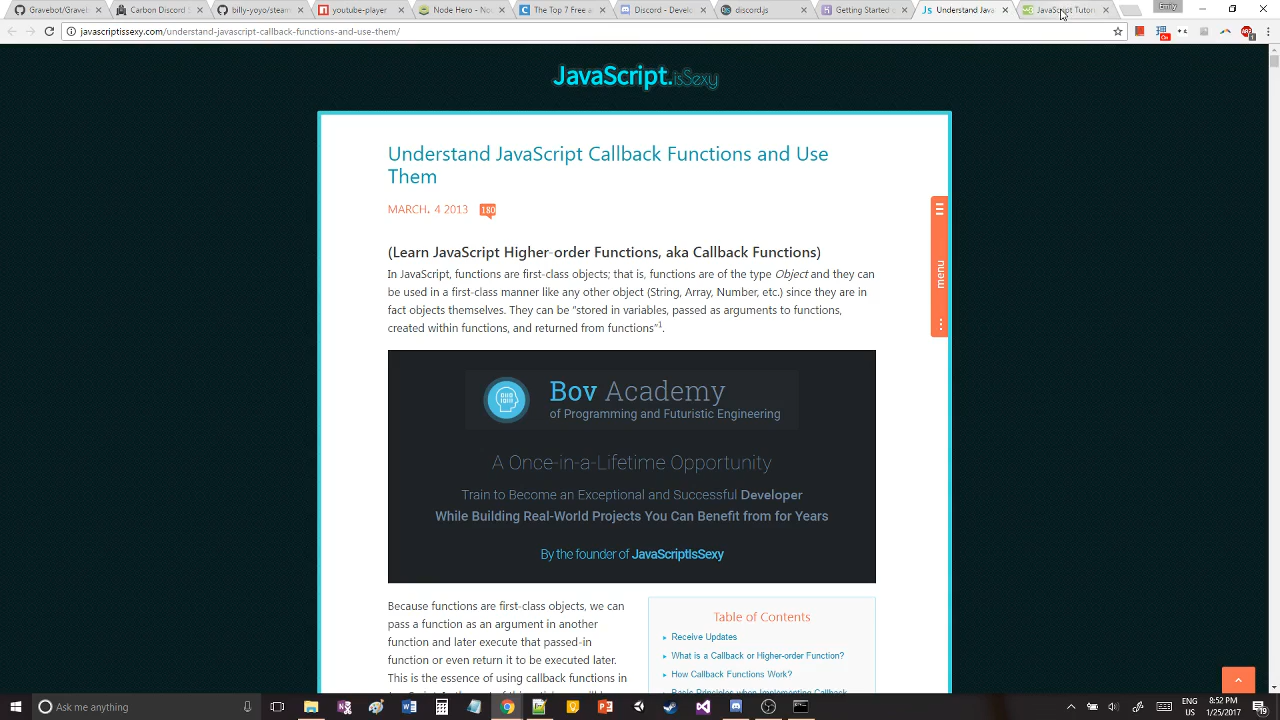 Gravebot/Gravebot
Carbon Discord
billy-yoyo/steam
youtube-player
Node Hero - No
The Top 7 Free a
Discord - Develo
discord.js
Getting Started c
Understand Java
JavaScript Tutor
Emily
javascriptissexy.com/understand-javascript-callback-functions-and-use-them/
JavaScript.isSexy
Understand JavaScript Callback Functions and Use
Them
MARCH. 4 2013 180
(Learn JavaScript Higher-order Functions, aka Callback Functions)
In JavaScript, functions are first-class objects; that is, functions are of the type Object and they can
be used in a first-class manner like any other object (String, Array, Number, etc.) since they are in
fact objects themselves. They can be “stored in variables, passed as arguments to functions,
created within functions, and returned from functions”1.
menu
Bov Academy
of Programming and Futuristic Engineering
A Once-in-a-Lifetime Opportunity
Train to Become an Exceptional and Successful Developer
While Building Real-World Projects You Can Benefit from for Years
By the founder of JavaScriptIsSexy
Because functions are first-class objects, we can
pass a function as an argument in another
function and later execute that passed-in
function or even return it to be executed later.
This is the essence of using callback functions in
Table of Contents
Receive Updates
What is a Callback or Higher-order Function?
How Callback Functions Work?
Basic Principles when Implementing Callback
Ask me anything
ENG
US
8:52 PM
1/25/2017